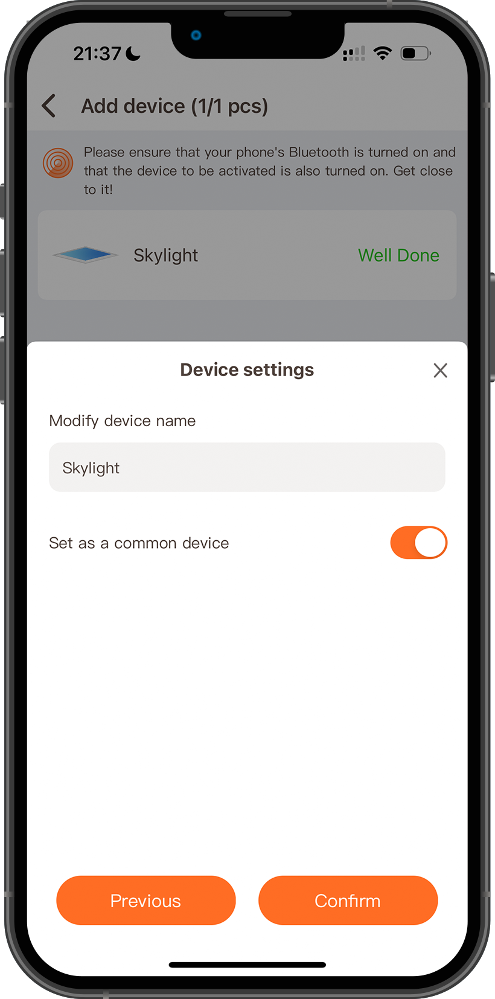 21:37
Add device (1/1 pcs)
Please ensure that your phone's Bluetooth is turned on and
that the device to be activated is also turned on. Get close
to it!
Skylight
Well Done
Device settings
Modify device name
Skylight
Set as a common device
Previous
Confirm